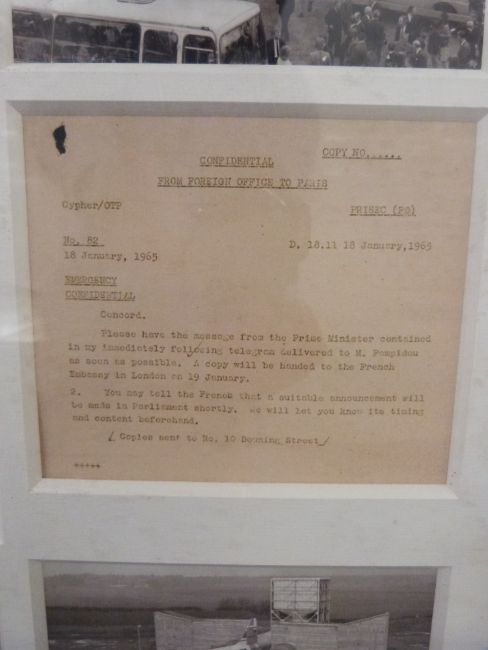 COPY NO......
CONFIDENTIAL
FROM FOREIGN OFFICE TO PARIS
Cypher/OTP
PRISEC (PS)
No. 82
D. 18.11 18 January, 1965
18 January, 1965
EMERGENCY
CONFIDENTIAL
Concord.
Please have the message from the Prime Minister contained
in my immediately following telegram delivered to M. Pompidou
as soon as possible. A copy will be handed to the French
Embassy in London on 19 January.
2. You may tell the French that a suitable announcement will
be made in Parliament shortly. We will let you know its timing
and content beforehand.
/ Copies sent to No. 10 Downing Street /
+++++